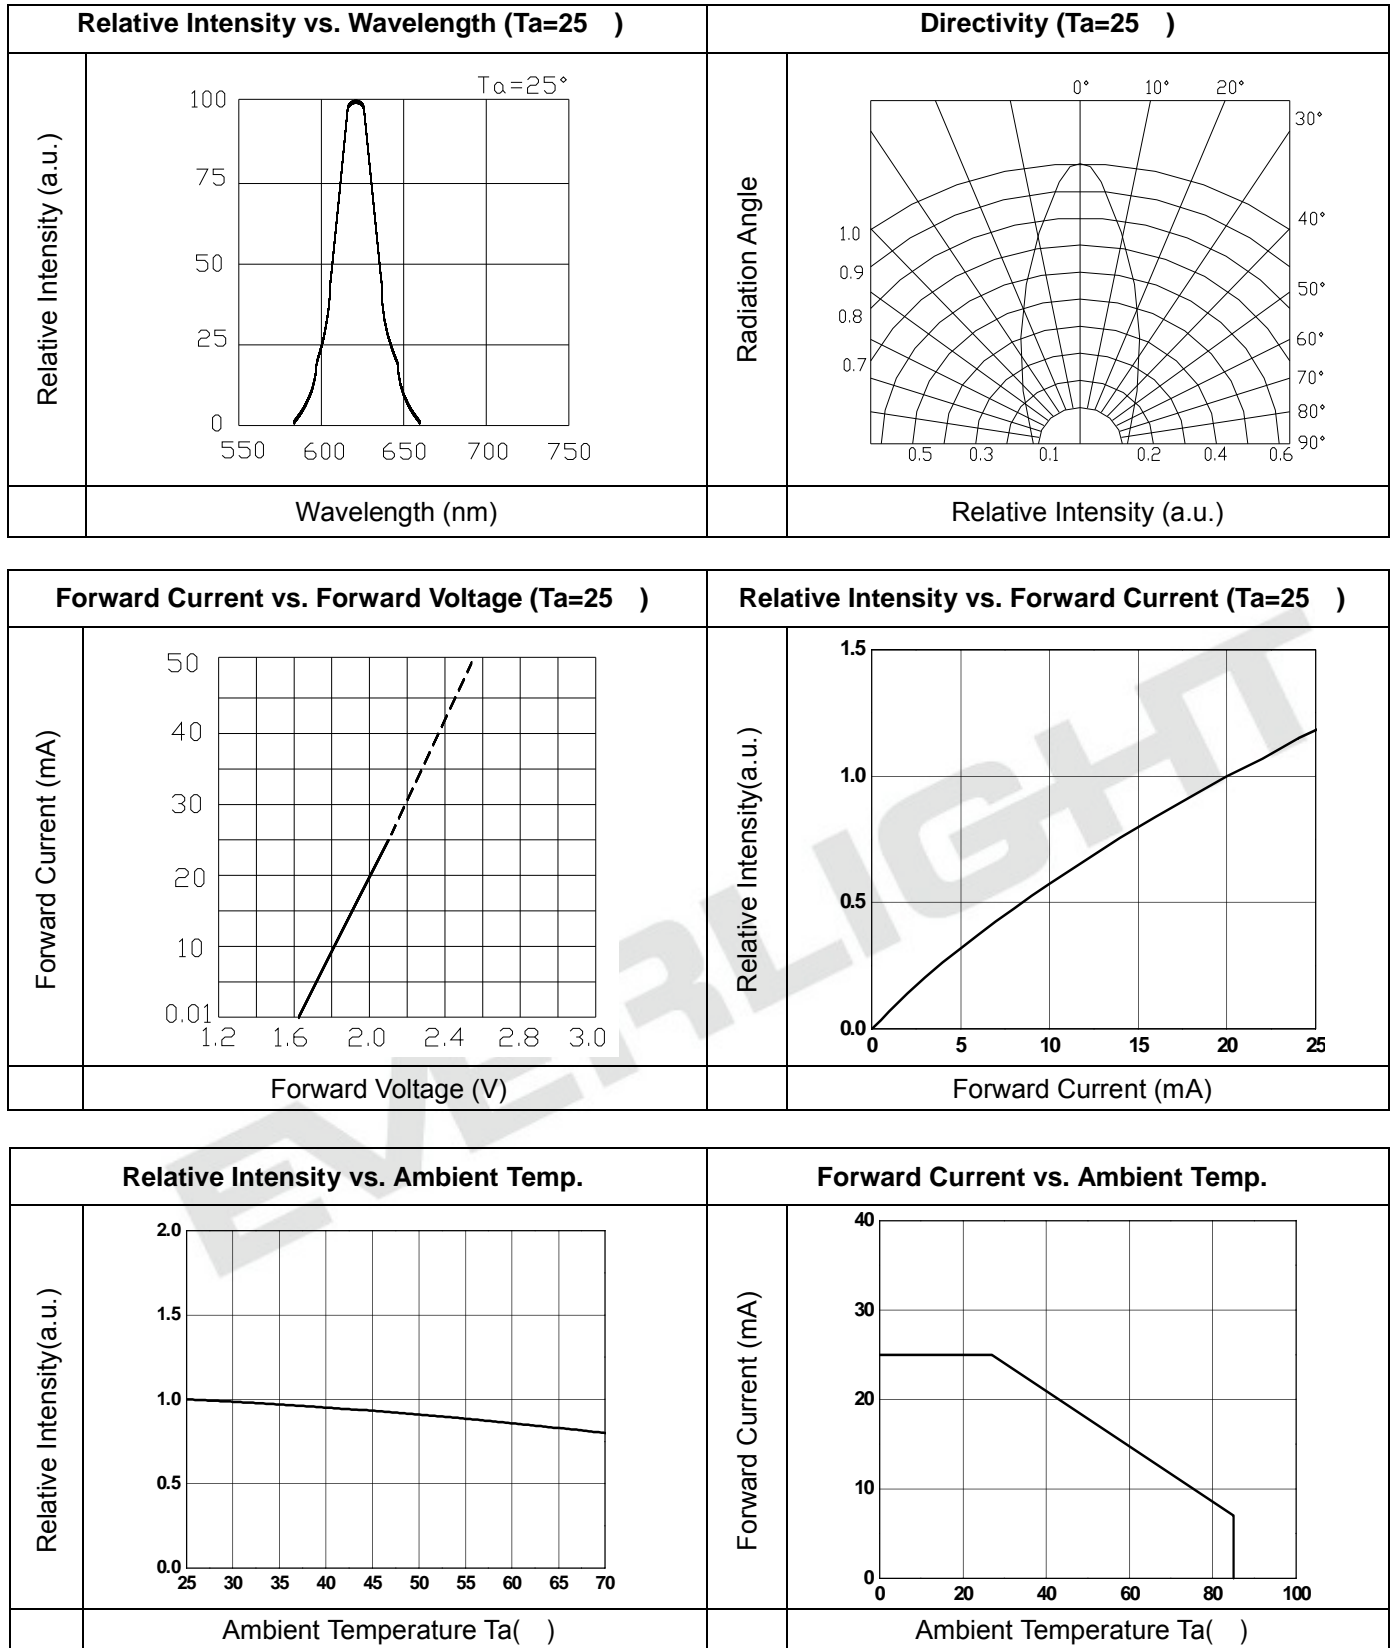 Relative Intensity vs. Wavelength (Ta=25 )
Directivity (Ta=25 )
Relative Intensity (a.u.)
Ta=25°
100
75
50
25
0
550 600 650 700 750
Wavelength (nm)
Radiation Angle
0° 10° 20°
30°
40°
50°
60°
70°
80°
90°
1.0
0.9
0.8
0.7
0.5 0.3 0.1 0.2 0.4 0.6
Relative Intensity (a.u.)
Forward Current vs. Forward Voltage (Ta=25 )
Relative Intensity vs. Forward Current (Ta=25 )
Forward Current (mA)
50
40
30
20
10
0.01
1.2 1.6 2.0 2.4 2.8 3.0
Forward Voltage (V)
Relative Intensity(a.u.)
1.5
1.0
0.5
0.0
0 5 10 15 20 25
Forward Current (mA)
EVERLIGHT
Relative Intensity vs. Ambient Temp.
Forward Current vs. Ambient Temp.
Relative Intensity(a.u.)
2.0
1.5
1.0
0.5
0.0
25 30 35 40 45 50 55 60 65 70
Ambient Temperature Ta( )
Forward Current (mA)
40
30
20
10
0
0 20 40 60 80 100
Ambient Temperature Ta( )